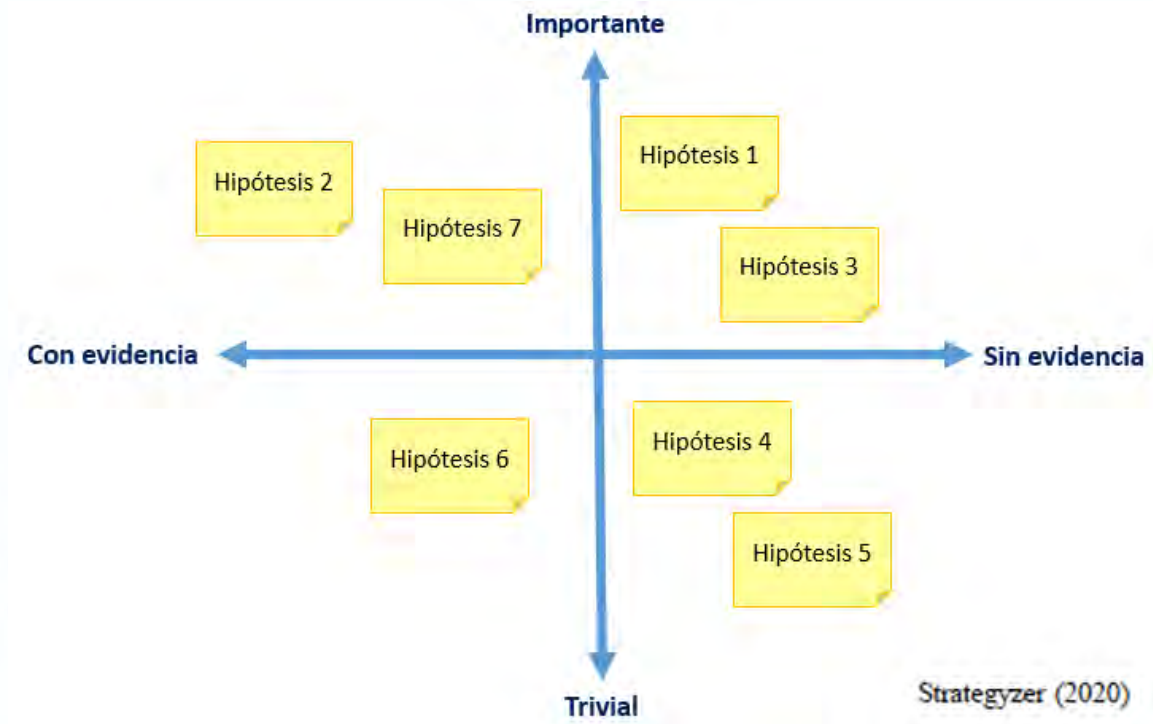 Importante
Hipótesis 1
Hipótesis 2
Hipótesis 7
Hipótesis 3
Con evidencia
Sin evidencia
Hipótesis 4
Hipótesis 6
Hipótesis 5
Strategyzer (2020)
Trivial